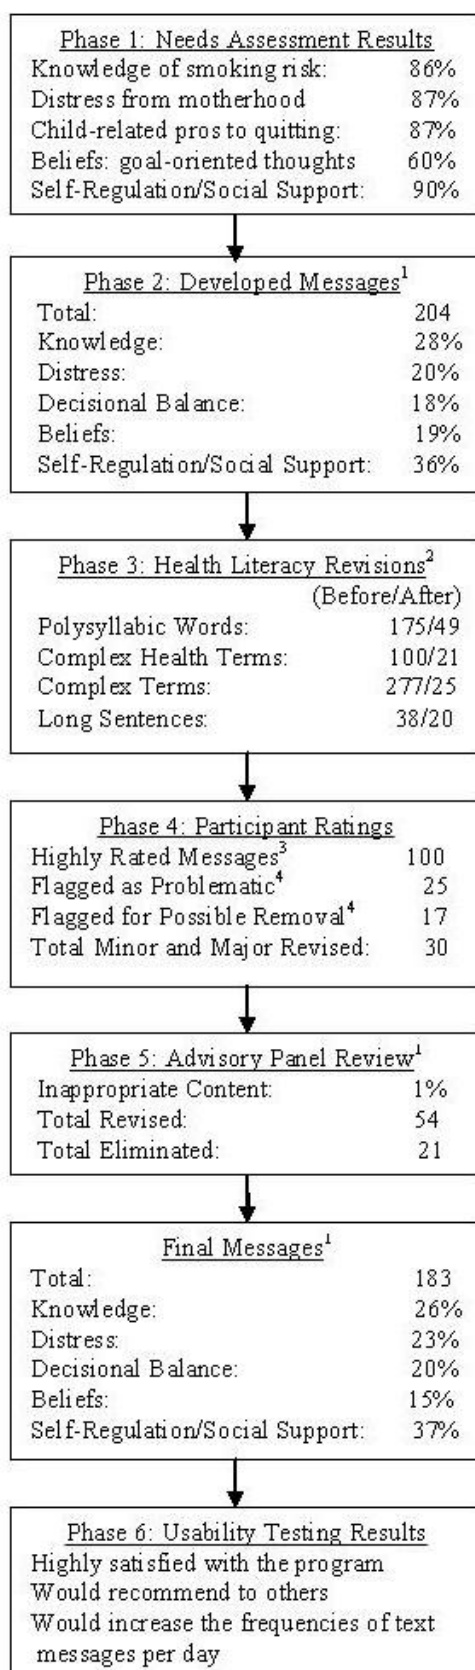 Phase 1: Needs Assessment Results
Knowledge of smoking risk: 86%
Distress from motherhood 87%
Child-related pros to quitting: 87%
Beliefs: goal-oriented thoughts 60%
Self-Regulation/Social Support: 90%
Phase 2: Developed Messages¹
Total: 204
Knowledge: 28%
Distress: 20%
Decisional Balance: 18%
Beliefs: 19%
Self-Regulation/Social Support: 36%
Phase 3: Health Literacy Revisions²
(Before/After)
Polysyllabic Words: 175/49
Complex Health Terms: 100/21
Complex Terms: 277/25
Long Sentences: 38/20
Phase 4: Participant Ratings
Highly Rated Messages³ 100
Flagged as Problematic⁴ 25
Flagged for Possible Removal⁴ 17
Total Minor and Major Revised: 30
Phase 5: Advisory Panel Review¹
Inappropriate Content: 1%
Total Revised: 54
Total Eliminated: 21
Final Messages¹
Total: 183
Knowledge: 26%
Distress: 23%
Decisional Balance: 20%
Beliefs: 15%
Self-Regulation/Social Support: 37%
Phase 6: Usability Testing Results
Highly satisfied with the program
Would recommend to others
Would increase the frequencies of text
messages per day